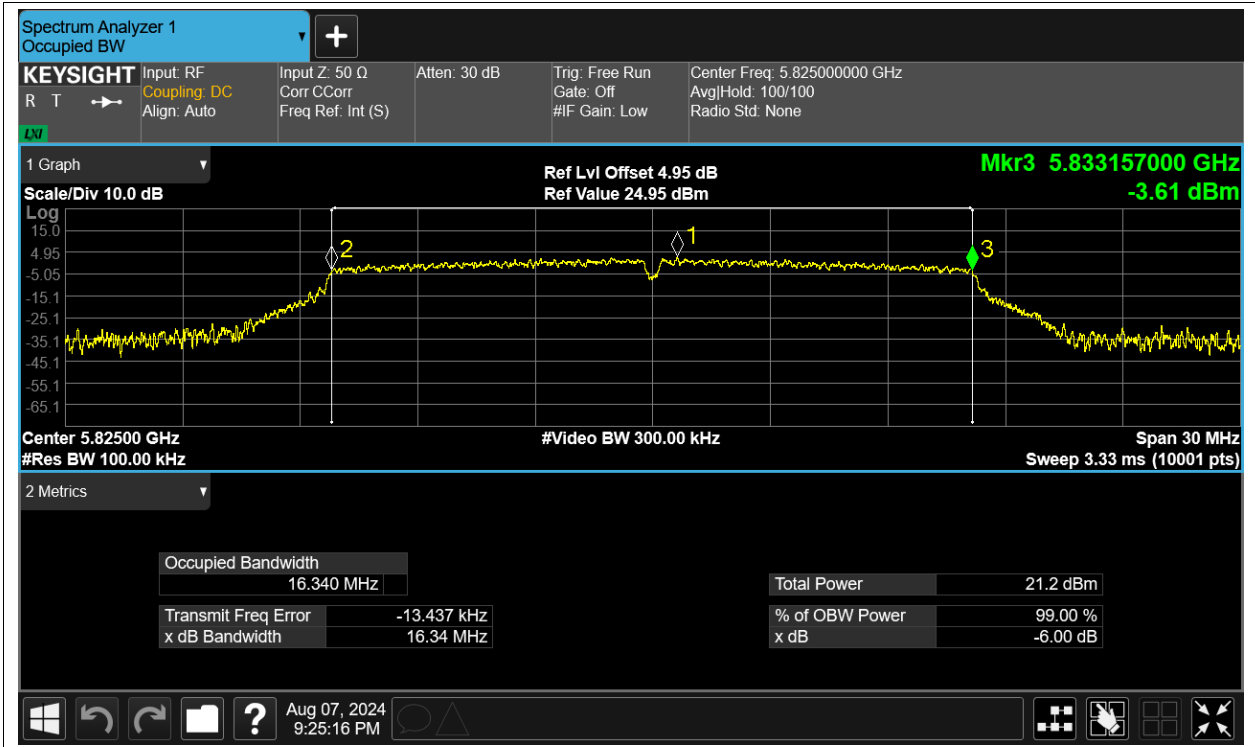 Spectrum Analyzer 1
Occupied BW
KEYSIGHT
R T
LXI
Input: RF
Coupling: DC
Align: Auto
Input Z: 50 Ω
Corr CCorr
Freq Ref: Int (S)
Atten: 30 dB
Trig: Free Run
Gate: Off
#IF Gain: Low
Center Freq: 5.825000000 GHz
Avg|Hold: 100/100
Radio Std: None
1 Graph
Scale/Div 10.0 dB
Ref Lvl Offset 4.95 dB
Ref Value 24.95 dBm
Mkr3 5.833157000 GHz
-3.61 dBm
Log
15.0
4.95
-5.05
-15.1
-25.1
-35.1
-45.1
-55.1
-65.1
2
1
3
Center 5.82500 GHz
#Res BW 100.00 kHz
#Video BW 300.00 kHz
Span 30 MHz
Sweep 3.33 ms (10001 pts)
2 Metrics
Occupied Bandwidth
16.340 MHz
Transmit Freq Error -13.437 kHz
x dB Bandwidth 16.34 MHz
Total Power 21.2 dBm
% of OBW Power 99.00 %
x dB -6.00 dB
?
Aug 07, 2024
9:25:16 PM